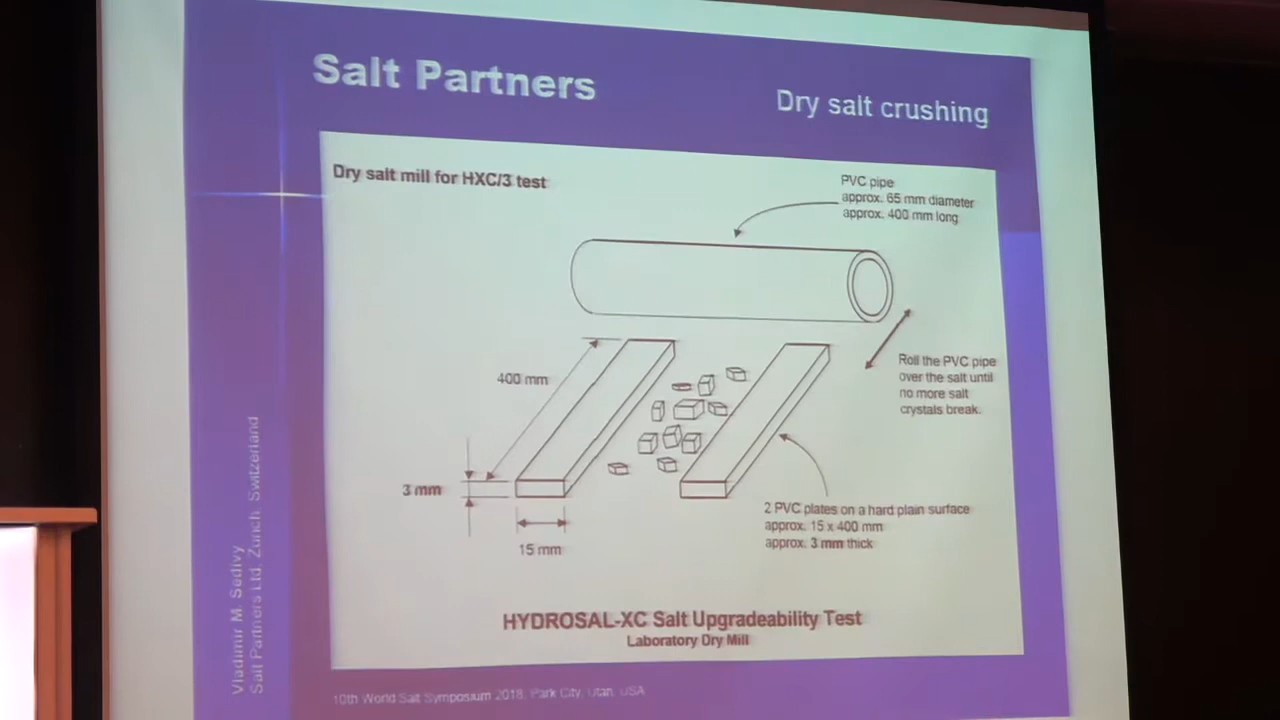 Salt Partners
Dry salt crushing
Dry salt mill for HXC/3 test
PVC pipe
approx. 65 mm diameter
approx. 400 mm long
400 mm
Roll the PVC pipe
over the salt until
no more salt
crystals break.
3 mm
15 mm
2 PVC plates on a hard plain surface
approx. 15 x 400 mm
approx. 3 mm thick
HYDROSAL-XC Salt Upgradeability Test
Laboratory Dry Mill
Vladimir M. Sedivy
Salt Partners Ltd, Zurich, Switzerland
10th World Salt Symposium 2018, Park City, Utah, USA